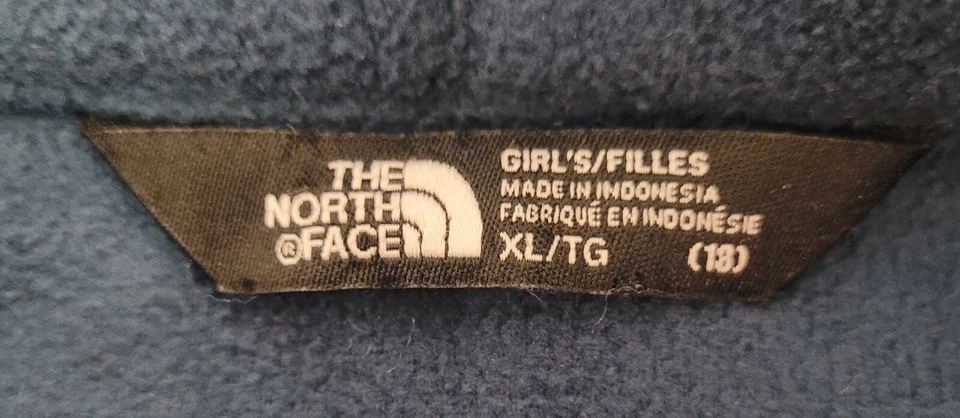 THE
NORTH
®FACE
GIRL'S/FILLES
MADE IN INDONESIA
FABRIQUÉ EN INDONÉSIE
XL/TG (18)